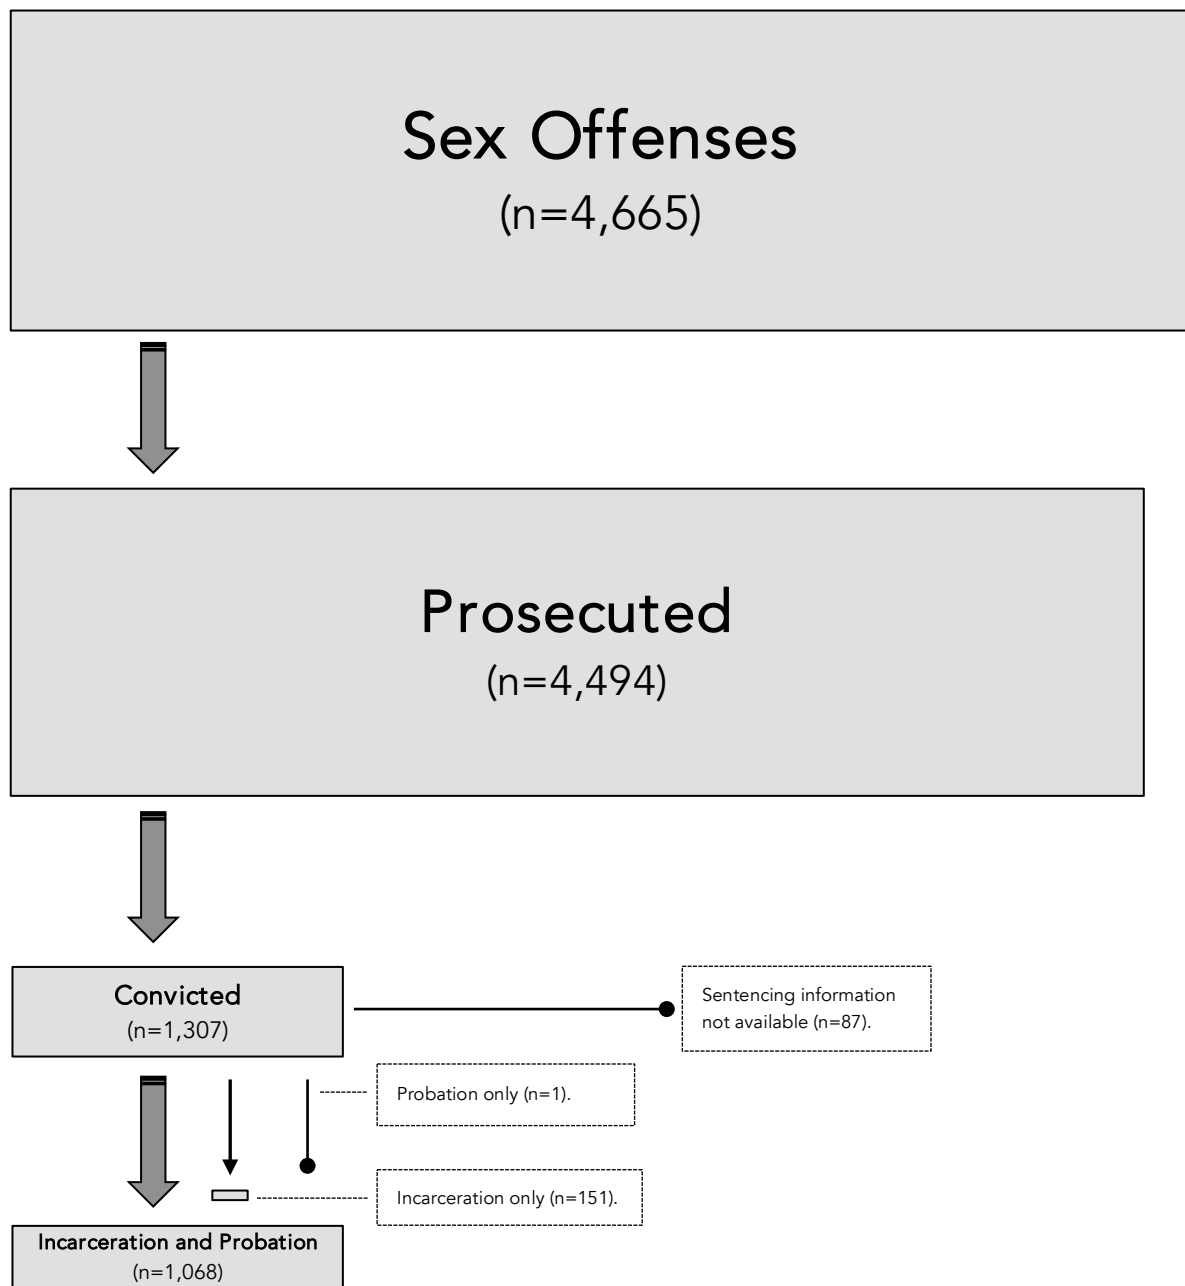 Sex Offenses
(n=4,665)
Prosecuted
(n=4,494)
Convicted
(n=1,307)
Sentencing information
not available (n=87).
Probation only (n=1).
Incarceration only (n=151).
Incarceration and Probation
(n=1,068)